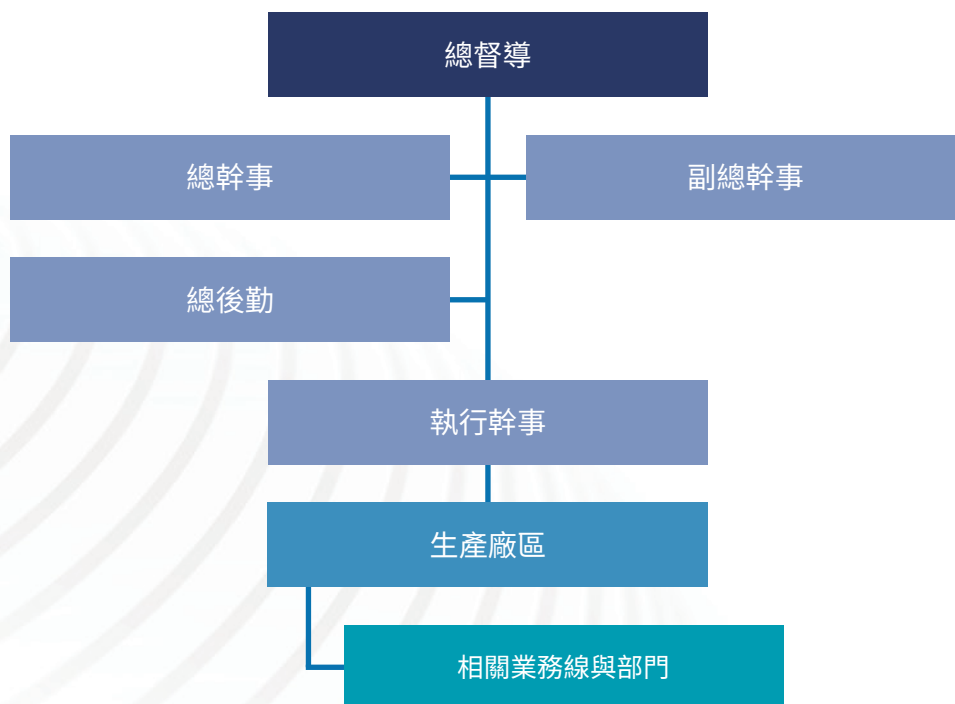 總督導
總幹事
副總幹事
總後勤
執行幹事
生產廠區
相關業務線與部門